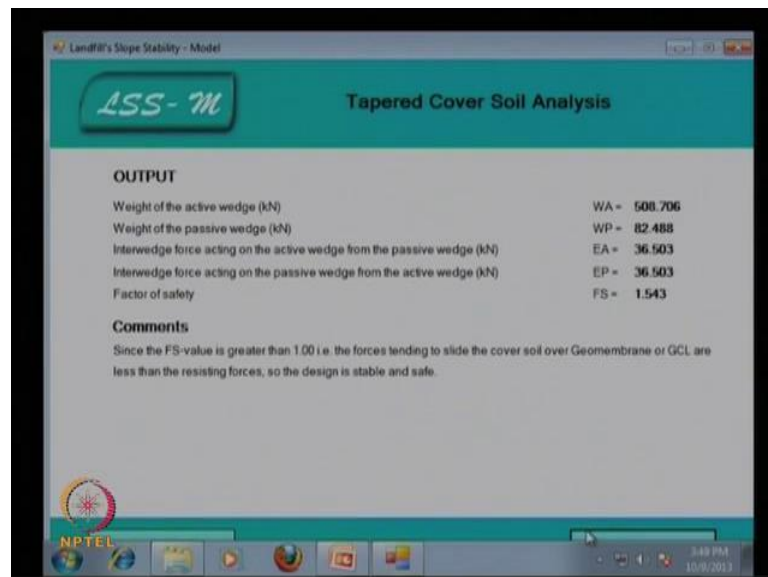 Landfill's Slope Stability - Model
LSS-M
Tapered Cover Soil Analysis
OUTPUT
Weight of the active wedge (kN) WA = 508.706
Weight of the passive wedge (kN) WP = 82.488
Interwedge force acting on the active wedge from the passive wedge (kN) EA = 36.503
Interwedge force acting on the passive wedge from the active wedge (kN) EP = 36.503
Factor of safety FS = 1.543
Comments
Since the FS-value is greater than 1.00 i.e. the forces tending to slide the cover soil over Geomembrane or GCL are
less than the resisting forces, so the design is stable and safe.
NPTEL
3:49 PM
10/9/2013